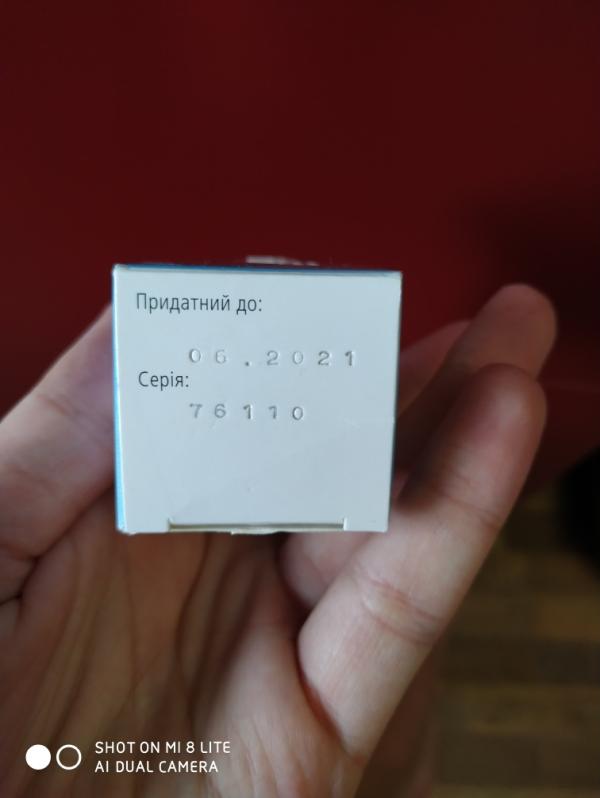 Придатний до:
06.2021
Серія:
76110
SHOT ON MI 8 LITE
AI DUAL CAMERA